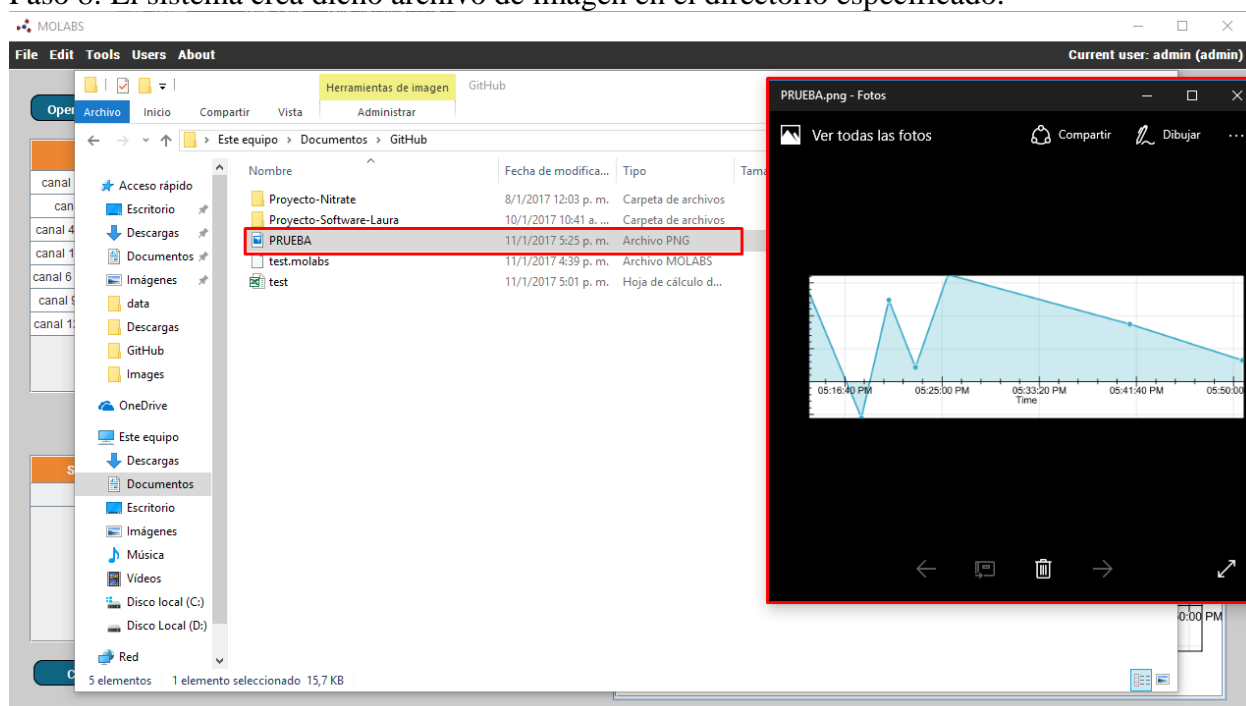 Paso 8: El sistema crea dicho archivo de imagen en el directorio especificado.
MOLABS
File Edit Tools Users About
Current user: admin (admin)
Herramientas de imagen
GitHub
Archivo Inicio Compartir Vista Administrar
Este equipo > Documentos > GitHub
Nombre
Fecha de modifica...
Tipo
Proyecto-Nitrate 8/1/2017 12:03 p. m. Carpeta de archivos
Proyecto-Software-Laura 10/1/2017 10:41 a. ... Carpeta de archivos
PRUEBA 11/1/2017 5:25 p. m. Archivo PNG
test.molabs 11/1/2017 4:39 p. m. Archivo MOLABS
test 11/1/2017 5:01 p. m. Hoja de cálculo d...
canal
canal 4
canal 1
canal 6
canal 9
Acceso rápido
Escritorio
Descargas
Documentos
Imágenes
data
Descargas
GitHub
Images
OneDrive
Este equipo
Descargas
Documentos
Escritorio
Imágenes
Música
Vídeos
Disco local (C:)
Disco Local (D:)
Red
5 elementos 1 elemento seleccionado 15,7 KB
PRUEBA.png - Fotos
Ver todas las fotos
Compartir
Dibujar
05:16:40 PM 05:25:00 PM 05:33:20 PM 05:41:40 PM 05:50:00
Time
0:00 PM